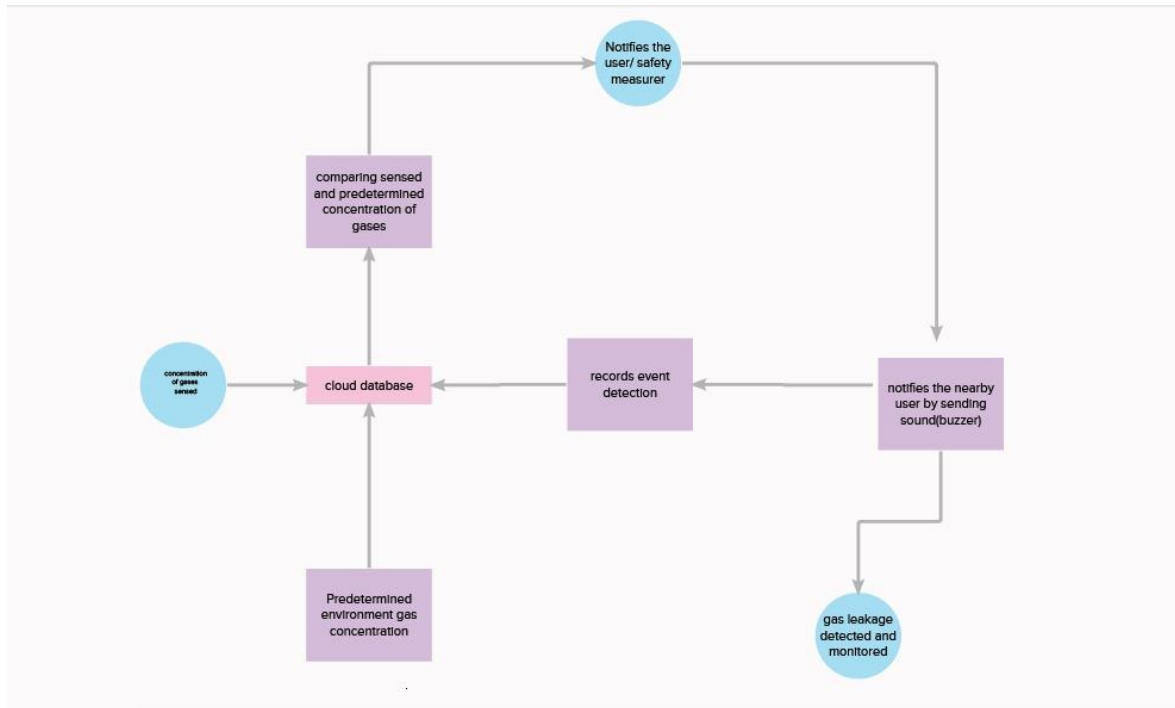 Notifies the
user/ safety
measurer
comparing sensed
and predetermined
concentration of
gases
concentration
of gases
sensed
cloud database
records event
detection
notifies the nearby
user by sending
sound(buzzer)
Predetermined
environment gas
concentration
gas leakage
detected and
monitored